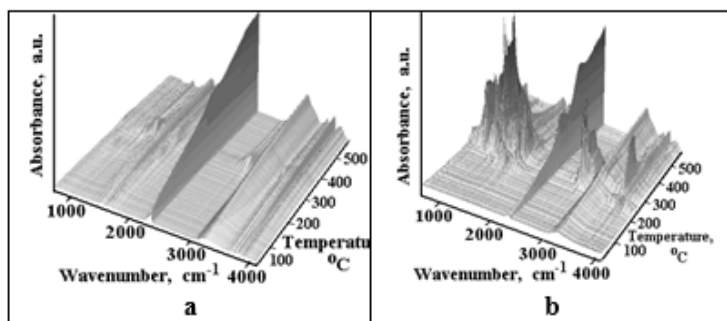 Absorbance, a.u.
1000
2000
3000
4000
Wavenumber, cm-1
100
200
300
400
500
Temperatu
oC
a
Absorbance, a.u.
1000
2000
3000
4000
Wavenumber, cm-1
100
200
300
400
500
Temperature,
oC
b